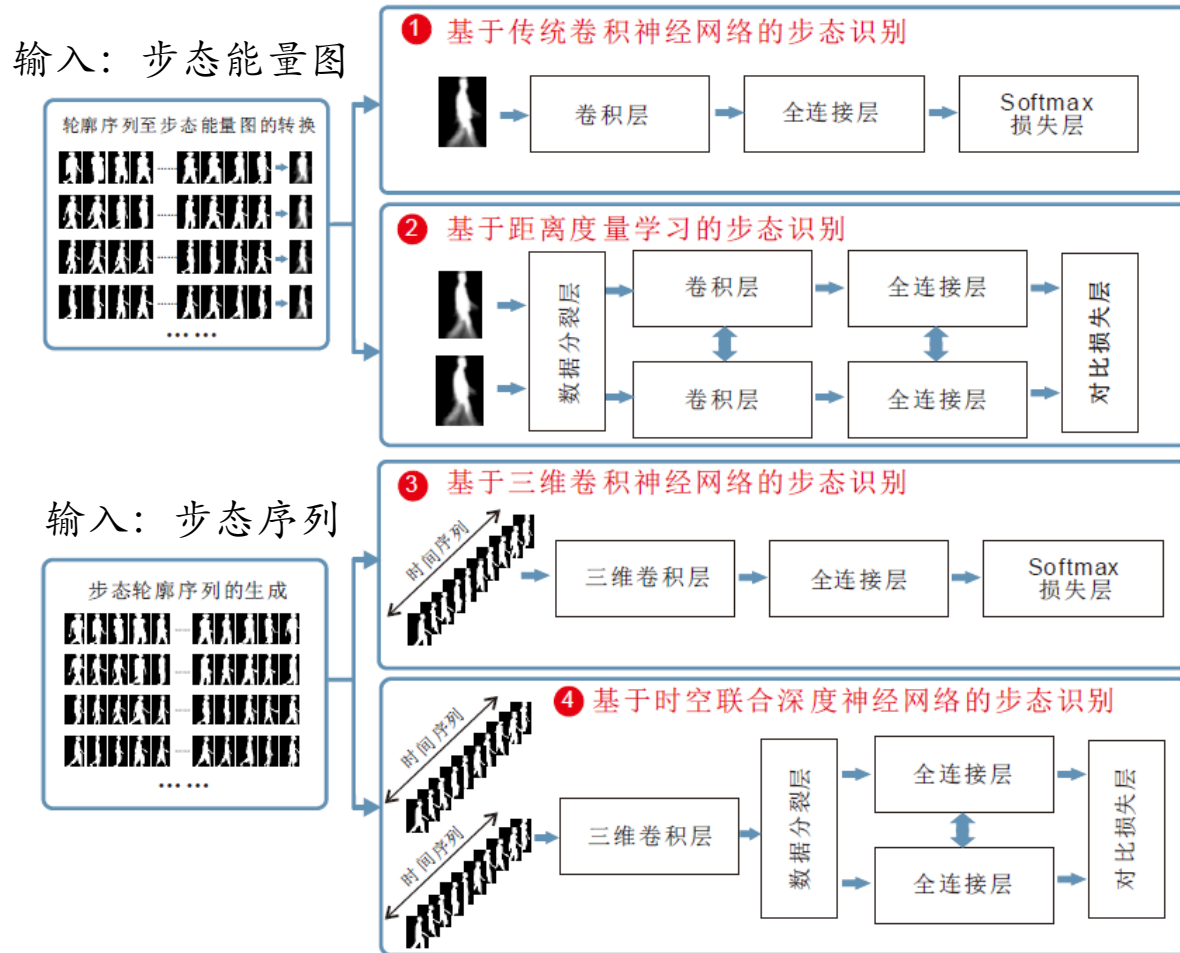 输入：步态能量图
轮廓序列至步态能量图的转换
……
……
……
……
……
❶ 基于传统卷积神经网络的步态识别
卷积层
全连接层
Softmax
损失层
❷ 基于距离度量学习的步态识别
数据分裂层
卷积层
全连接层
卷积层
全连接层
对比损失层
输入：步态序列
步态轮廓序列的生成
……
……
……
……
……
❸ 基于三维卷积神经网络的步态识别
时间序列
三维卷积层
全连接层
Softmax
损失层
❹ 基于时空联合深度神经网络的步态识别
时间序列
时间序列
三维卷积层
数据分裂层
全连接层
全连接层
对比损失层